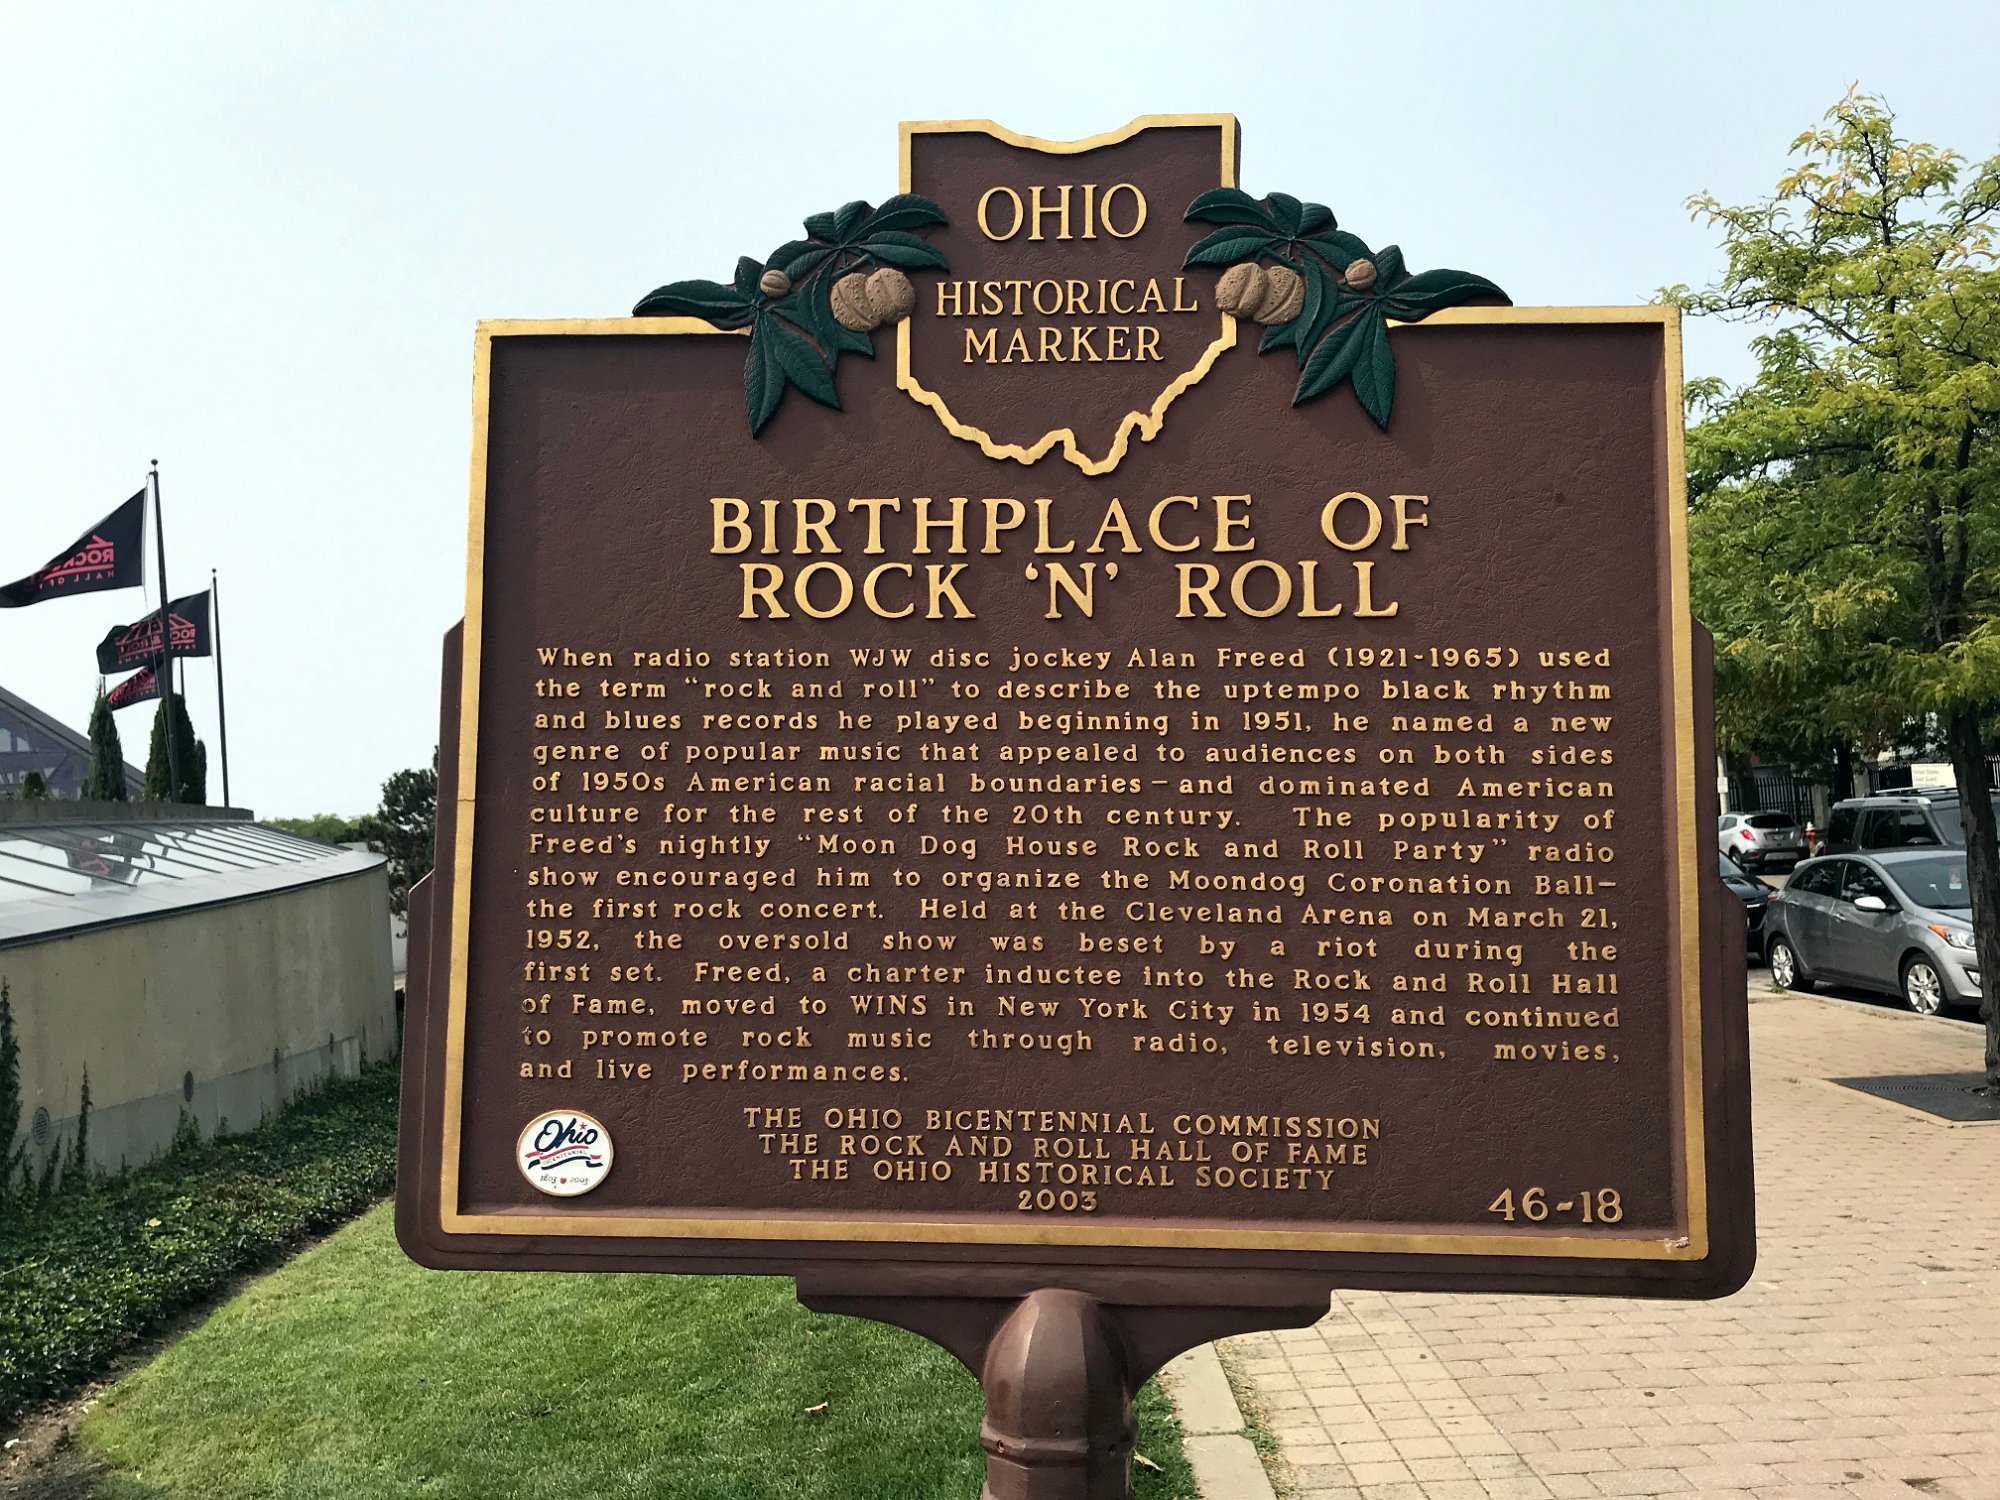 OHIO
HISTORICAL
MARKER
BIRTHPLACE OF
ROCK 'N' ROLL
When radio station WJW disc jockey Alan Freed (1921-1965) used
the term "rock and roll" to describe the uptempo black rhythm
and blues records he played beginning in 1951, he named a new
genre of popular music that appealed to audiences on both sides
of 1950s American racial boundaries—and dominated American
culture for the rest of the 20th century. The popularity of
Freed's nightly "Moon Dog House Rock and Roll Party" radio
show encouraged him to organize the Moondog Coronation Ball—
the first rock concert. Held at the Cleveland Arena on March 21,
1952, the oversold show was beset by a riot during the
first set. Freed, a charter inductee into the Rock and Roll Hall
of Fame, moved to WINS in New York City in 1954 and continued
to promote rock music through radio, television, movies,
and live performances.
THE OHIO BICENTENNIAL COMMISSION
THE ROCK AND ROLL HALL OF FAME
THE OHIO HISTORICAL SOCIETY
2003
46-18
Ohio
BICENTENNIAL
1803 2003